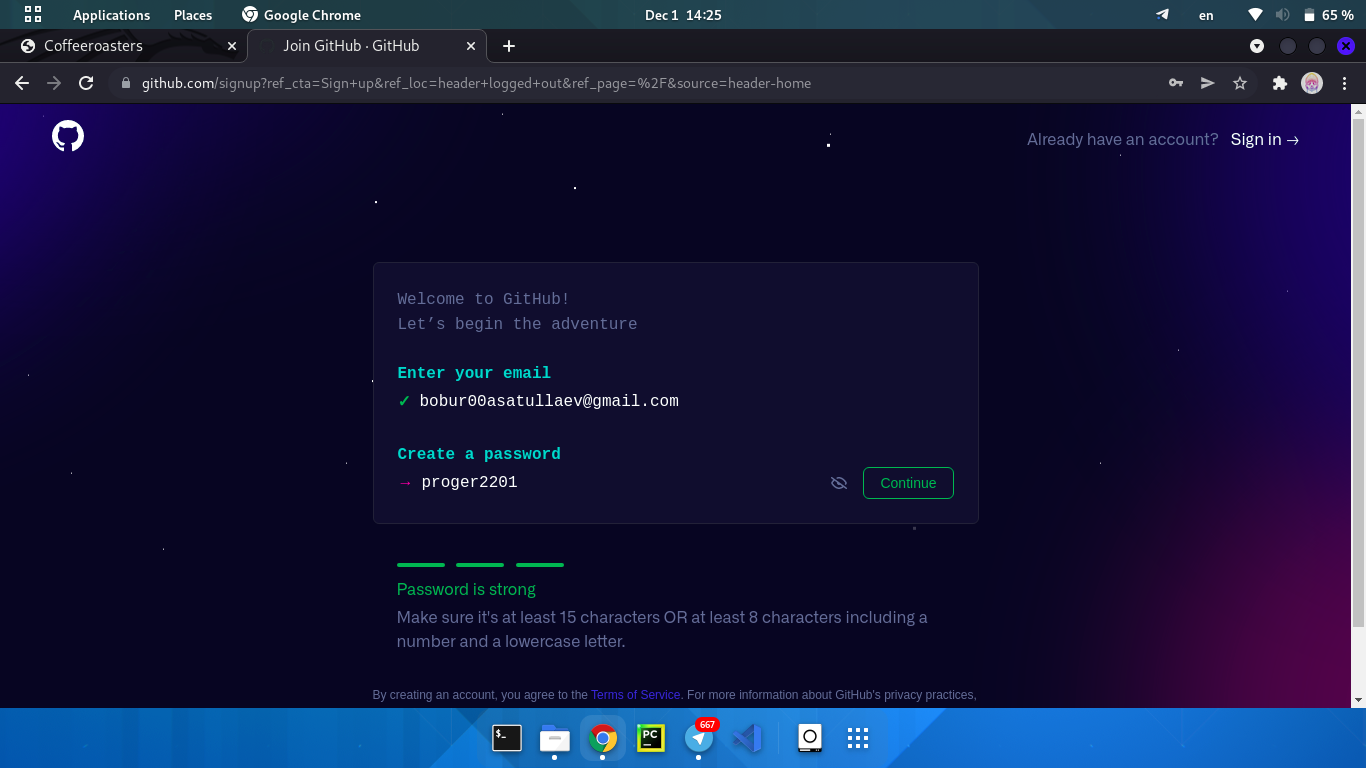 Applications Places Google Chrome Dec 1 14:25 en 65 %
Coffeeroasters Join GitHub · GitHub
github.com/signup?ref_cta=Sign+up&ref_loc=header+logged+out&ref_page=%2F&source=header-home
Already have an account? Sign in →
Welcome to GitHub!
Let’s begin the adventure
Enter your email
✓ bobur00asatullaev@gmail.com
Create a password
→ proger2201 Continue
Password is strong
Make sure it's at least 15 characters OR at least 8 characters including a
number and a lowercase letter.
By creating an account, you agree to the Terms of Service. For more information about GitHub's privacy practices,
$_ PC 667